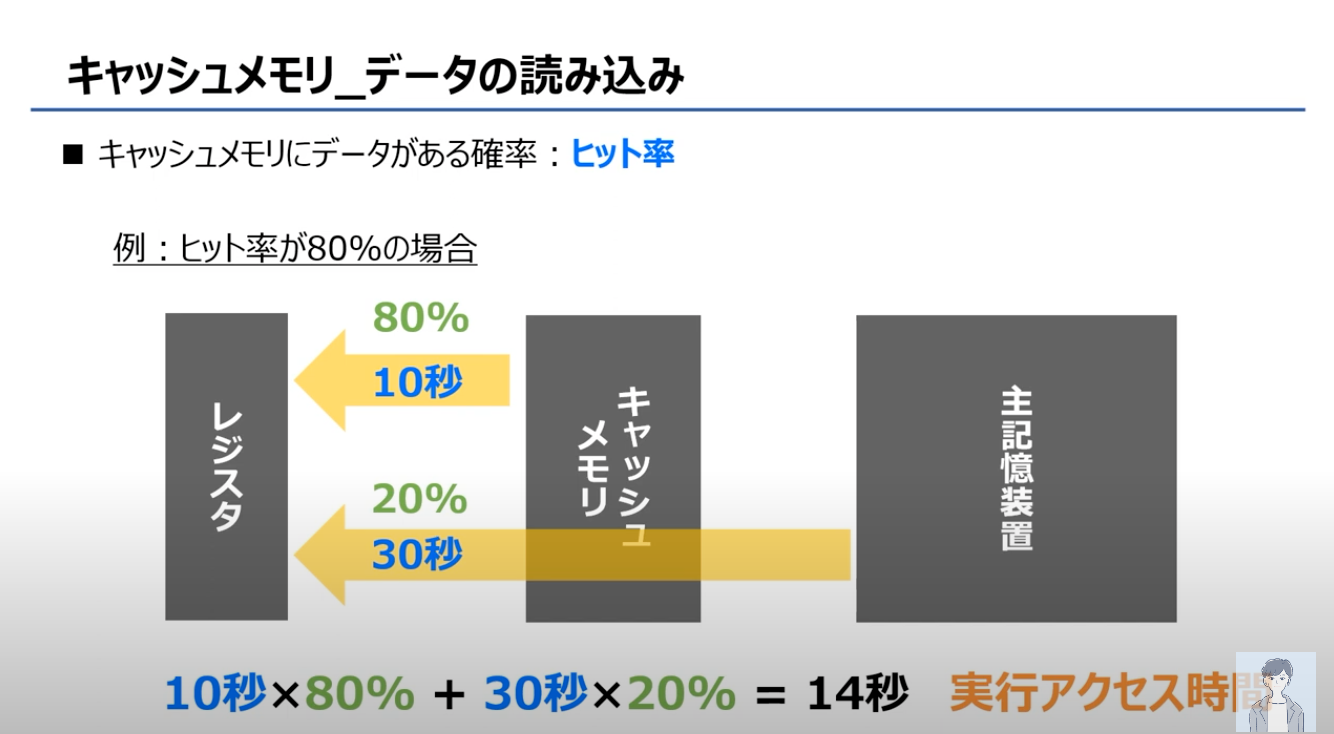 キャッシュメモリ_データの読み込み
■ キャッシュメモリにデータがある確率：ヒット率
例：ヒット率が80%の場合
80%
10秒
20%
30秒
レジスタ
キャッシュ
メモリ
主記憶装置
10秒×80% + 30秒×20% = 14秒 実行アクセス時間